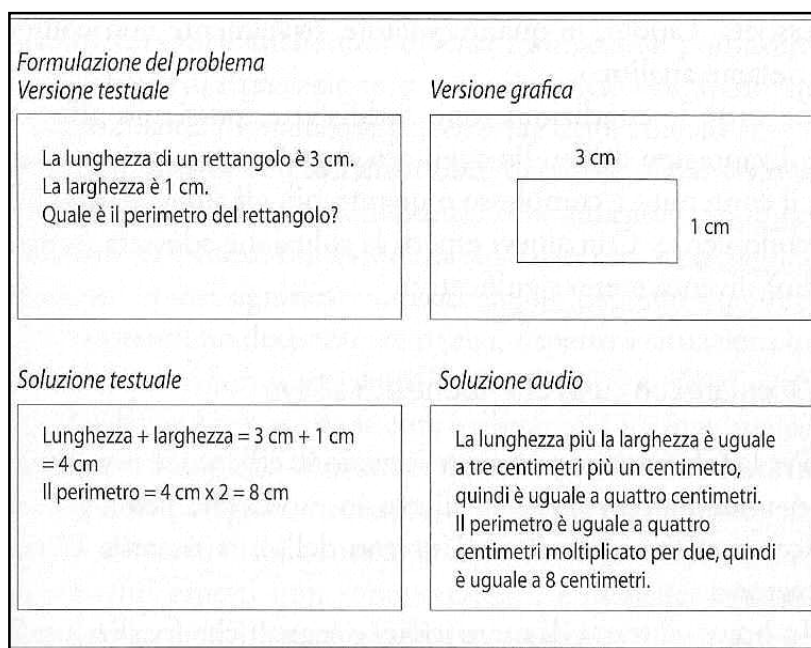 Formulazione del problema
Versione testuale
La lunghezza di un rettangolo è 3 cm.
La larghezza è 1 cm.
Quale è il perimetro del rettangolo?
Versione grafica
3 cm
1 cm
Soluzione testuale
Lunghezza + larghezza = 3 cm + 1 cm
= 4 cm
Il perimetro = 4 cm x 2 = 8 cm
Soluzione audio
La lunghezza più la larghezza è uguale
a tre centimetri più un centimetro,
quindi è uguale a quattro centimetri.
Il perimetro è uguale a quattro
centimetri moltiplicato per due, quindi
è uguale a 8 centimetri.